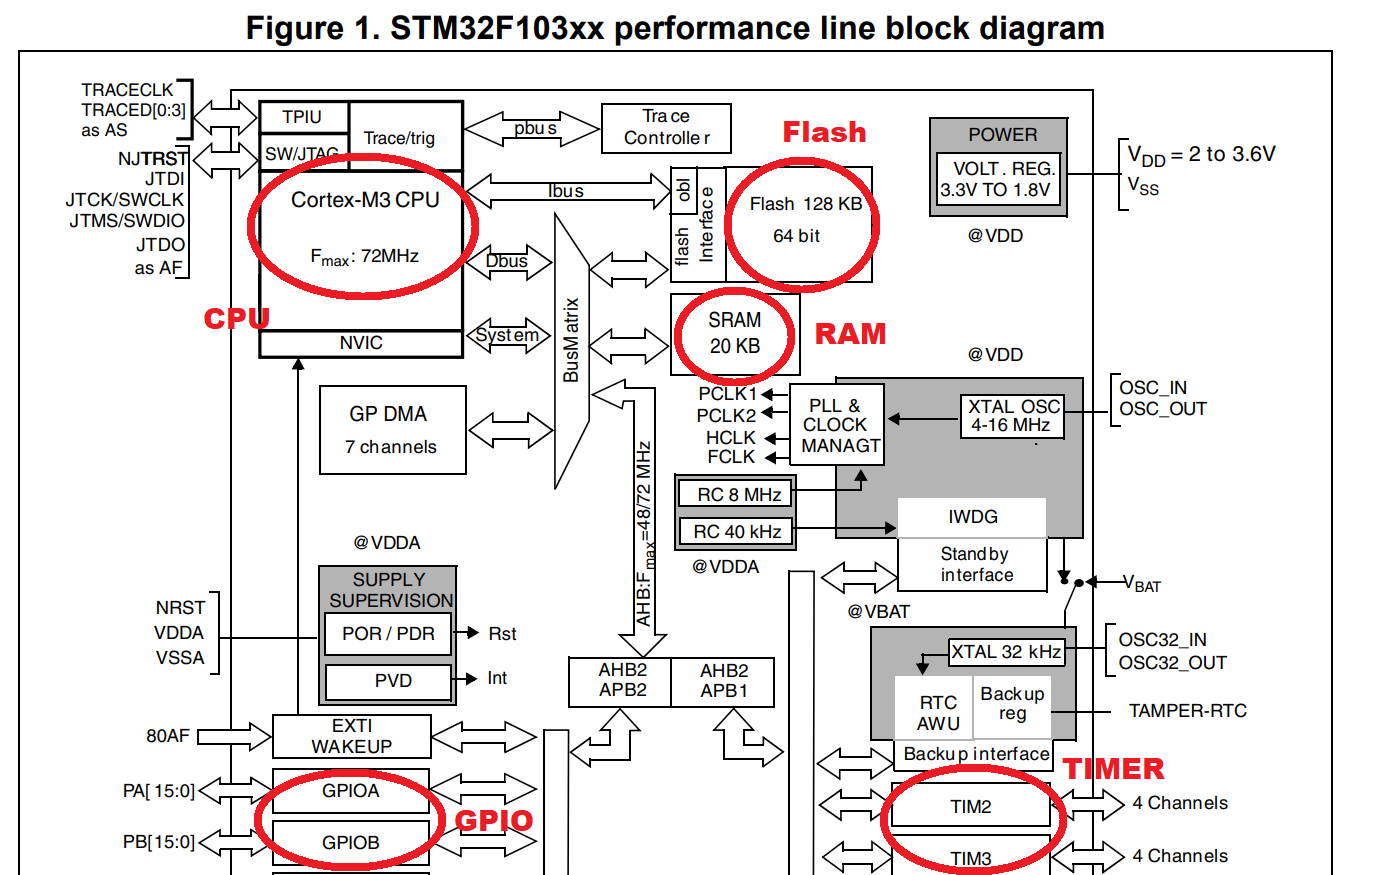 Figure 1. STM32F103xx performance line block diagram
TRACECLK
TRACED[0:3]
as AS
NJTRST
JTDI
JTCK/SWCLK
JTMS/SWDIO
JTDO
as AF
TPIU
SW/JTAG
Trace/trig
pbus
Trace
Controller
Cortex-M3 CPU
Fmax: 72MHz
CPU
NVIC
Ibus
Dbus
System
BusMatrix
obl
flash
Interface
Flash
Flash 128 KB
64 bit
SRAM
20 KB
RAM
POWER
VOLT. REG.
3.3V TO 1.8V
@VDD
VDD = 2 to 3.6V
VSS
GP DMA
7 channels
PCLK1
PCLK2
HCLK
FCLK
PLL &
CLOCK
MANAGT
@VDD
XTAL OSC
4-16 MHz
OSC_IN
OSC_OUT
RC 8 MHz
RC 40 kHz
@VDDA
IWDG
Standby
interface
@VBAT
VBAT
AHB:Fmax=48/72 MHz
@VDDA
SUPPLY
SUPERVISION
POR / PDR
PVD
Rst
Int
NRST
VDDA
VSSA
AHB2
APB2
AHB2
APB1
XTAL 32 kHz
OSC32_IN
OSC32_OUT
RTC
AWU
Backup
reg
TAMPER-RTC
Backup interface
80AF
EXTI
WAKEUP
PA[ 15:0]
GPIOA
GPIO
PB[15:0]
GPIOB
TIMER
TIM2
4 Channels
TIM3
4 Channels